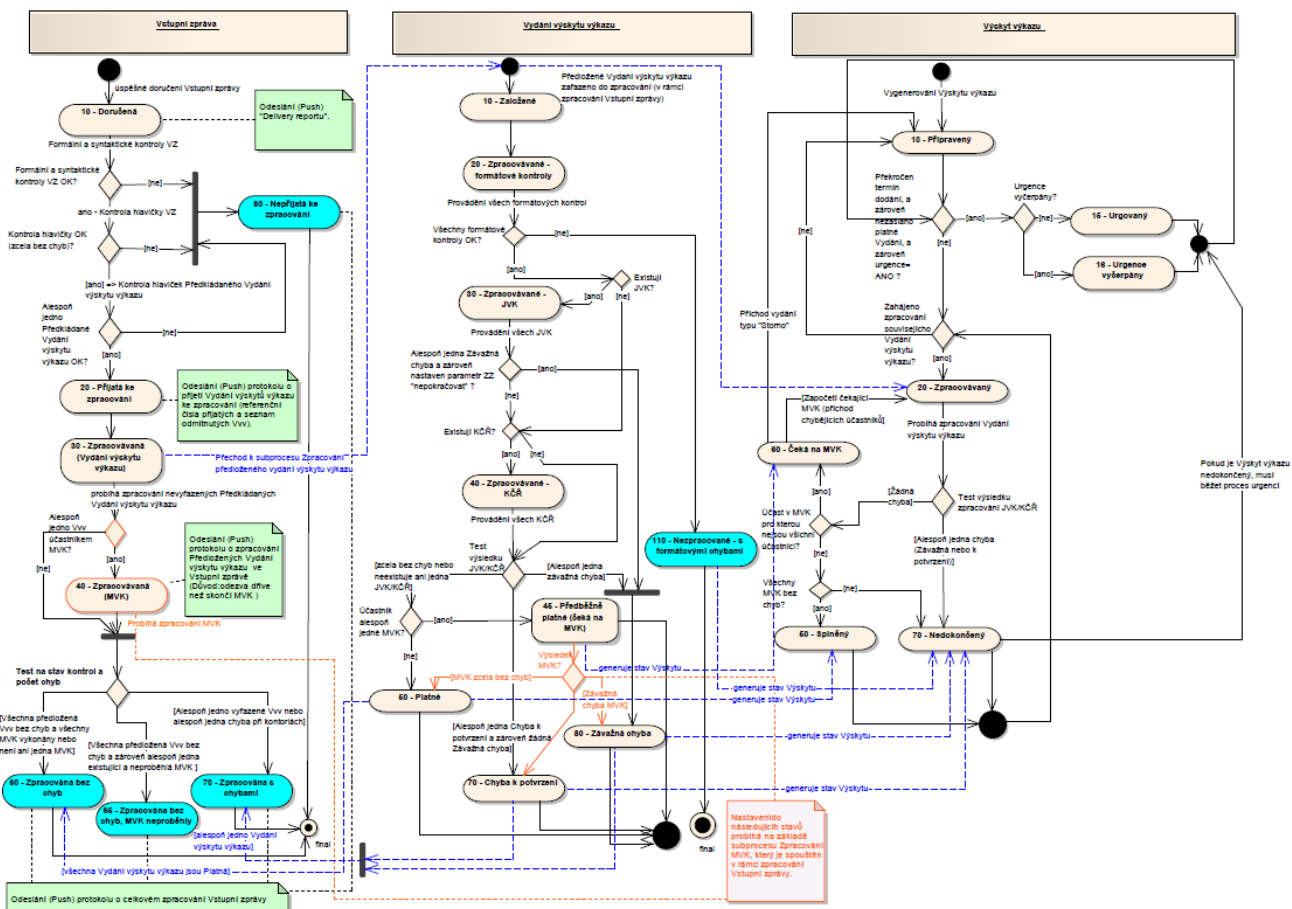 Vstupní zpráva
úspěšné doručení Vstupní zprávy
10 - Doručená
Odeslání (Push)
"Delivery reportu".
Formální a syntaktické kontroly VZ
Formální a syntaktické
kontroly VZ OK?
[ne]
80 - Nepřijatá ke
zpracování
ano - Kontrola hlavičky VZ
Kontrola hlavičky OK
(zcela bez chyb)?
[ne]
[ano] => Kontrola hlaviček Předkládaného Vydání
výskytu výkazu
Alespoň
jedno
Předkládané
Vydání
výskytu
výkazu OK?
[ne]
[ano]
20 - Přijatá ke
zpracování
Odeslání (Push) protokolu o
přijetí Vydání výskytů výkazu
ke zpracování (referenční
čísla přijatých a seznam
odmítnutých Vvv).
30 - Zpracovávaná
(Vydání výskytu
výkazu)
Přechod k subprocesu Zpracování
předloženého vydání výskytu výkazu
probíhá zpracování nevyřazených Předkládaných
Vydání výskytu výkazu
Alespoň
jedno Vvv
účastníkem
MVK?
[ano]
[ne]
Odeslání (Push)
protokolu o zpracování
Předložených Vydání
výskytu výkazu ve
Vstupní zprávě
(Důvod:odezva dříve
než skončí MVK )
40 - Zpracovávaná
(MVK)
Probíhá zpracování MVK
Test na stav kontrol a
počet chyb
[Všechna předložená
Vvv bez chyb a všechny
MVK vykonány nebo
není ani jedna MVK]
[Alespoň jedno vyřazené Vvv nebo
alespoň jedna chyba při kontorlách]
[Všechna předložená Vvv bez
chyb a zároveň alespoň jedna
existující a neproběhlá MVK ]
60 - Zpracována bez
chyb
65 - Zpracována bez
chyb, MVK neproběhly
70 - Zpracována s
chybami
final
[alespoň jedno Vydání
výskytu výkazu]
[všechna Vydání výskytu výkazu jsou Platná]
Odeslání (Push) protokolu o celkovém zpracování Vstupní zprávy
Vydání výskytu výkazu
Předložené Vydaní výskytu výkazu
zařazeno do zpracování (v rámci
zpracování Vstupní zprávy)
10 - Založené
20 - Zpracovávané -
formátové kontroly
Provádění všech formátových kontrol
Všechny formátové
kontroly OK?
[ne]
[ano]
Existují
JVK?
[ano]
[ne]
30 - Zpracovávané -
JVK
Provádění všech JVK
Alespoň jedna Závažná
chyba a zároveň
nastaven parametr ZZ
"nepokračovat" ?
[ano]
[ne]
Existují KČŘ?
[ano]
[ne]
40 - Zpracovávané -
KČŘ
Provádění všech KČŘ
Test
výsledku
JVK/KČŘ
110 - Nezpracované - s
formátovými chybami
[zcela bez chyb nebo
neexistuje ani jedna
JVK/KČŘ]
[Alespoň jedna
závažná chyba]
Účastník
alespoň
jedné MVK?
[ano]
[ne]
45 - Předběžně
platné (čeká na
MVK)
Výsledek
MVK?
generuje stav Výskytu
[MVK zcela bez chyb]
[Závažná
chyba MVK]
generuje stav Výskytu
generuje stav Výskytu
50 - Platné
[Alespoň jedna Chyba k
potvrzení a zároveň žádná
Závažná chyba]
80 - Závažná chyba
generuje stav Výskytu
70 - Chyba k potvrzení
generuje stav Výskytu
final
Nastavenido
následujících stavů
probíhá na základě
subprocesu Zpracování
MVK, který je spouštěn
v rámci zpracování
Vstupní zprávy.
Výskyt výkazu
Vygenerování Výskytu výkazu
10 - Připravený
Překročen
termín
dodání, a
zároveň
nezasláno
platné
Vydání, a
zároveň
urgence=
ANO ?
[ano]
[ne]
Urgence
vyčerpány?
[ne]
[ano]
15 - Urgovaný
16 - Urgence
vyčerpány
[ne]
Zahájeno
zpracování
souvisejícího
Vydání
výskytu
výkazu?
[ano]
Příchod vydání
typu "Storno"
20 - Zpracovávaný
[Započetí čekající
MVK (příchod
chybějících účastníků]
Probíhá zpracování Vydání
výskytu výkazu
60 - Čeká na MVK
[ano]
[Žádná
chyba]
Test výsledku
zpracování JVK/KČŘ
Účast v MVK
pro kterou
nejsou všichni
účastníci?
[ne]
[Alespoň jedna chyba
(Závažná nebo k
potvrzení)]
Všechny
MVK bez
chyb?
[ne]
[ano]
50 - Splněný
70 - Nedokončený
Pokud je Výskyt výkazu
nedokončený, musí
běžet proces urgencí